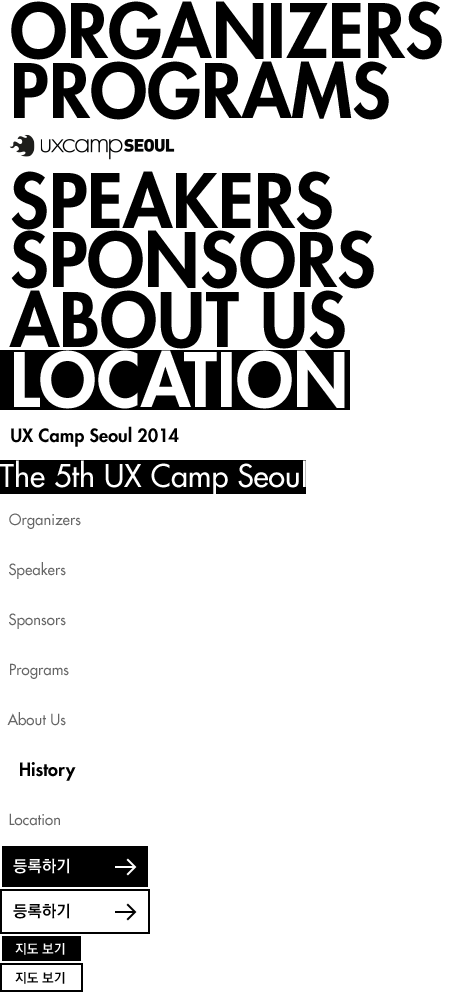 ORGANIZERS
PROGRAMS
uxcampSEOUL
SPEAKERS
SPONSORS
ABOUT US
LOCATION
UX Camp Seoul 2014
The 5th UX Camp Seoul
Organizers
Speakers
Sponsors
Programs
About Us
History
Location
등록하기 →
등록하기 →
지도 보기
지도 보기